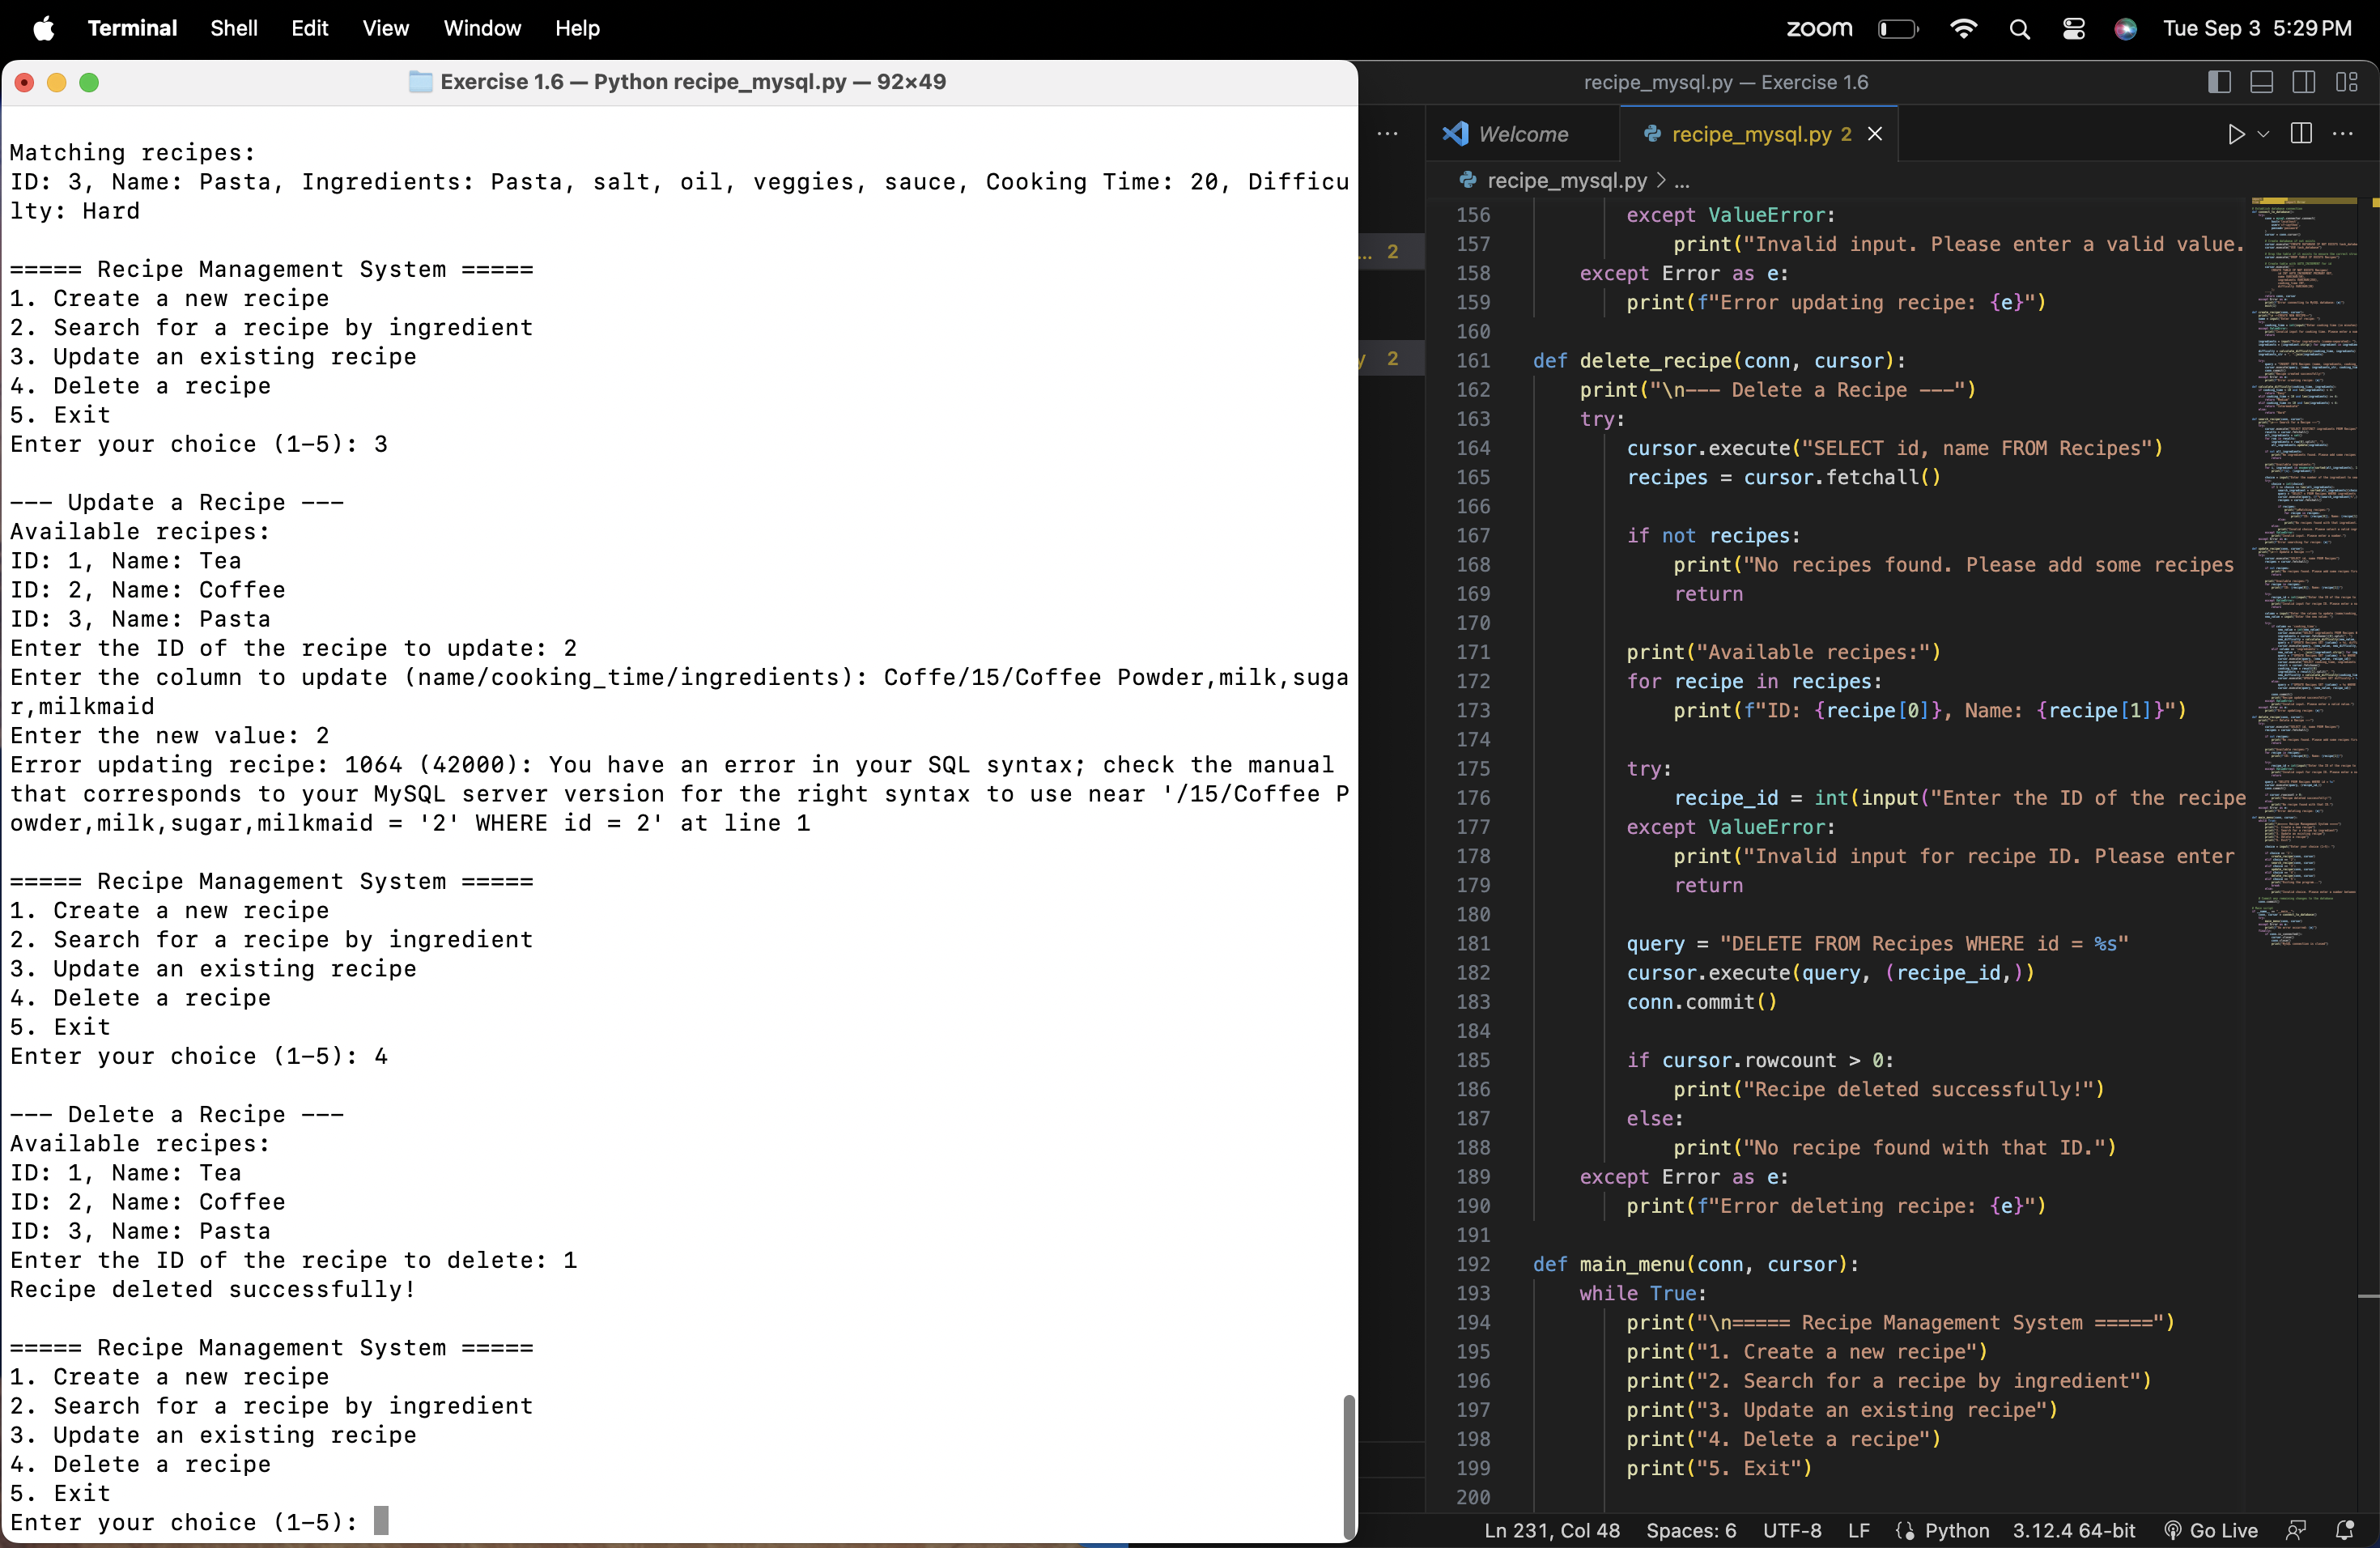 Terminal Shell Edit View Window Help zoom Tue Sep 3 5:29 PM
Exercise 1.6 — Python recipe_mysql.py — 92×49
Matching recipes:
ID: 3, Name: Pasta, Ingredients: Pasta, salt, oil, veggies, sauce, Cooking Time: 20, Difficu
lty: Hard
===== Recipe Management System =====
1. Create a new recipe
2. Search for a recipe by ingredient
3. Update an existing recipe
4. Delete a recipe
5. Exit
Enter your choice (1-5): 3
--- Update a Recipe ---
Available recipes:
ID: 1, Name: Tea
ID: 2, Name: Coffee
ID: 3, Name: Pasta
Enter the ID of the recipe to update: 2
Enter the column to update (name/cooking_time/ingredients): Coffe/15/Coffee Powder,milk,suga
r,milkmaid
Enter the new value: 2
Error updating recipe: 1064 (42000): You have an error in your SQL syntax; check the manual
that corresponds to your MySQL server version for the right syntax to use near '/15/Coffee P
owder,milk,sugar,milkmaid = '2' WHERE id = 2' at line 1
===== Recipe Management System =====
1. Create a new recipe
2. Search for a recipe by ingredient
3. Update an existing recipe
4. Delete a recipe
5. Exit
Enter your choice (1-5): 4
--- Delete a Recipe ---
Available recipes:
ID: 1, Name: Tea
ID: 2, Name: Coffee
ID: 3, Name: Pasta
Enter the ID of the recipe to delete: 1
Recipe deleted successfully!
===== Recipe Management System =====
1. Create a new recipe
2. Search for a recipe by ingredient
3. Update an existing recipe
4. Delete a recipe
5. Exit
Enter your choice (1-5):
recipe_mysql.py — Exercise 1.6
... 2
y 2
Welcome recipe_mysql.py 2
recipe_mysql.py > ...
156 except ValueError:
157 print("Invalid input. Please enter a valid value.
158 except Error as e:
159 print(f"Error updating recipe: {e}")
160
161 def delete_recipe(conn, cursor):
162 print("\n--- Delete a Recipe ---")
163 try:
164 cursor.execute("SELECT id, name FROM Recipes")
165 recipes = cursor.fetchall()
166
167 if not recipes:
168 print("No recipes found. Please add some recipes
169 return
170
171 print("Available recipes:")
172 for recipe in recipes:
173 print(f"ID: {recipe[0]}, Name: {recipe[1]}")
174
175 try:
176 recipe_id = int(input("Enter the ID of the recipe
177 except ValueError:
178 print("Invalid input for recipe ID. Please enter
179 return
180
181 query = "DELETE FROM Recipes WHERE id = %s"
182 cursor.execute(query, (recipe_id,))
183 conn.commit()
184
185 if cursor.rowcount > 0:
186 print("Recipe deleted successfully!")
187 else:
188 print("No recipe found with that ID.")
189 except Error as e:
190 print(f"Error deleting recipe: {e}")
191
192 def main_menu(conn, cursor):
193 while True:
194 print("\n===== Recipe Management System =====")
195 print("1. Create a new recipe")
196 print("2. Search for a recipe by ingredient")
197 print("3. Update an existing recipe")
198 print("4. Delete a recipe")
199 print("5. Exit")
200
Ln 231, Col 48 Spaces: 6 UTF-8 LF Python 3.12.4 64-bit Go Live